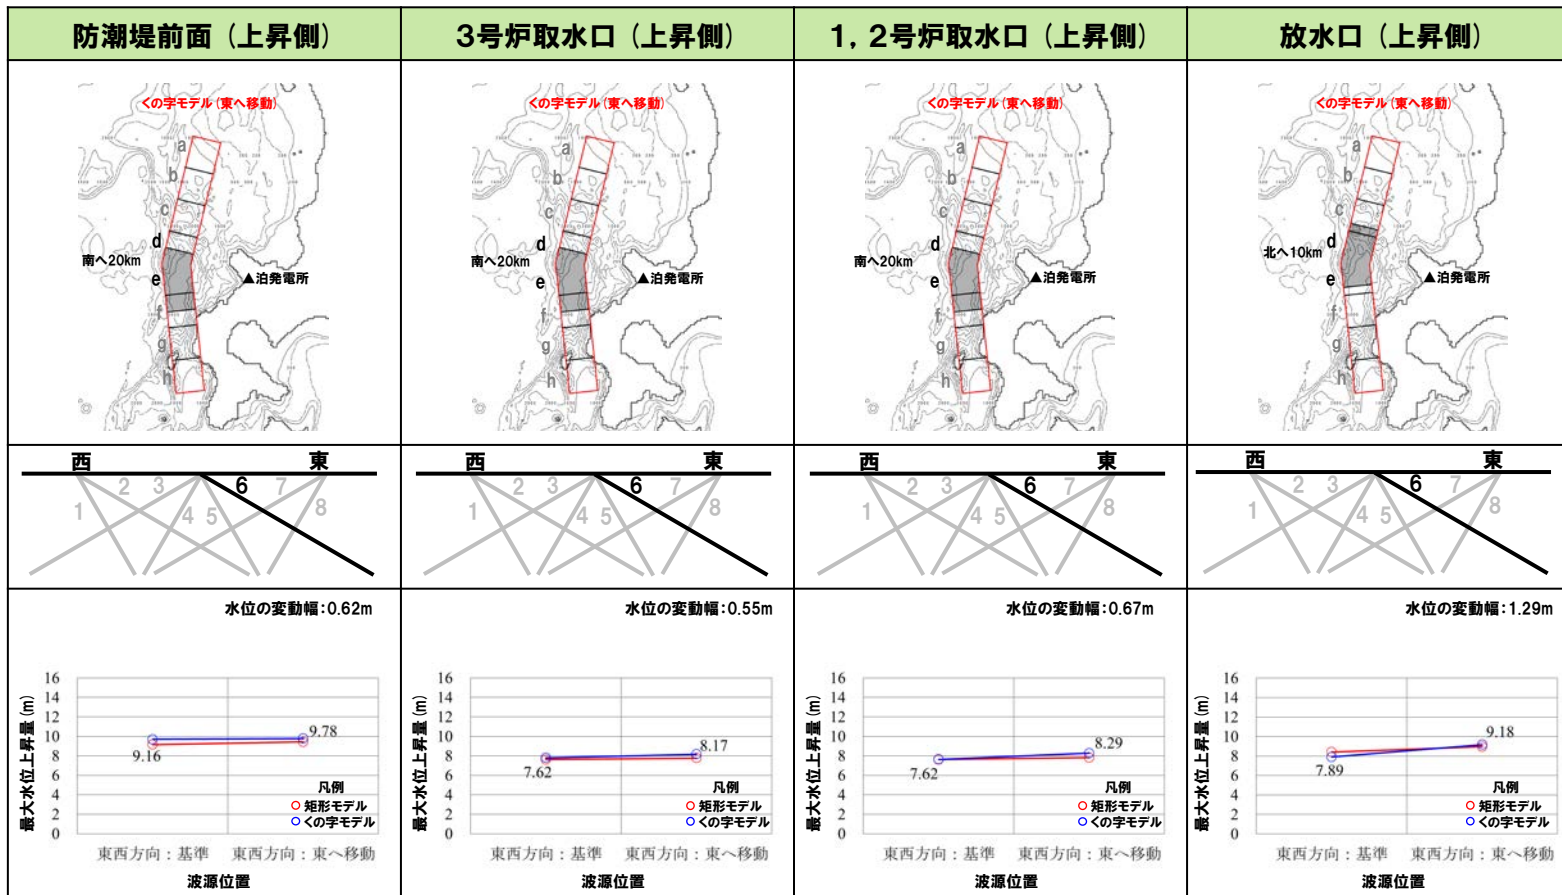 防潮堤前面（上昇側）
くの字モデル（東へ移動）
a
b
c
d
南へ20km
e
▲泊発電所
f
g
h
西
東
1
2
3
4
5
6
7
8
水位の変動幅：0.62m
最大水位上昇量（m）
16
14
12
10
8
6
4
2
0
9.16
9.78
凡例
矩形モデル
くの字モデル
東西方向：基準
東西方向：東へ移動
波源位置
3号炉取水口（上昇側）
くの字モデル（東へ移動）
a
b
c
d
南へ20km
e
▲泊発電所
f
g
h
西
東
1
2
3
4
5
6
7
8
水位の変動幅：0.55m
最大水位上昇量（m）
16
14
12
10
8
6
4
2
0
7.62
8.17
凡例
矩形モデル
くの字モデル
東西方向：基準
東西方向：東へ移動
波源位置
1，2号炉取水口（上昇側）
くの字モデル（東へ移動）
a
b
c
d
南へ20km
e
▲泊発電所
f
g
h
西
東
1
2
3
4
5
6
7
8
水位の変動幅：0.67m
最大水位上昇量（m）
16
14
12
10
8
6
4
2
0
7.62
8.29
凡例
矩形モデル
くの字モデル
東西方向：基準
東西方向：東へ移動
波源位置
放水口（上昇側）
くの字モデル（東へ移動）
a
b
c
d
北へ10km
e
▲泊発電所
f
g
h
西
東
1
2
3
4
5
6
7
8
水位の変動幅：1.29m
最大水位上昇量（m）
16
14
12
10
8
6
4
2
0
7.89
9.18
凡例
矩形モデル
くの字モデル
東西方向：基準
東西方向：東へ移動
波源位置